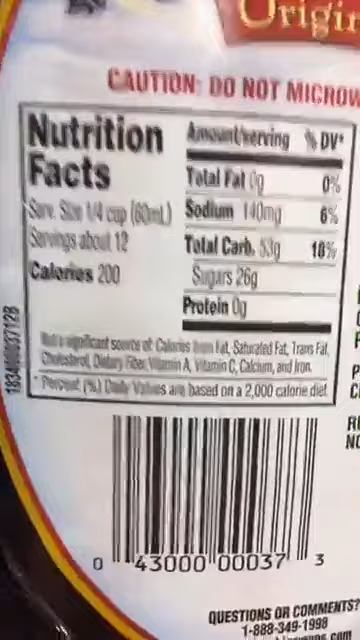 Origin
CAUTION: DO NOT MICROW
Nutrition
Facts
Serv. Size 1/4 cup (60mL)
Servings about 12
Calories 200
Amount/serving % DV*
Total Fat 0g 0%
Sodium 140mg 6%
Total Carb. 53g 18%
Sugars 26g
Protein 0g
Not a significant source of Calories from Fat, Saturated Fat, Trans Fat,
Cholesterol, Dietary Fiber, Vitamin A, Vitamin C, Calcium, and Iron.
* Percent (%) Daily Values are based on a 2,000 calorie diet.
0 43000 00037 3
QUESTIONS OR COMMENTS?
1-888-349-1998